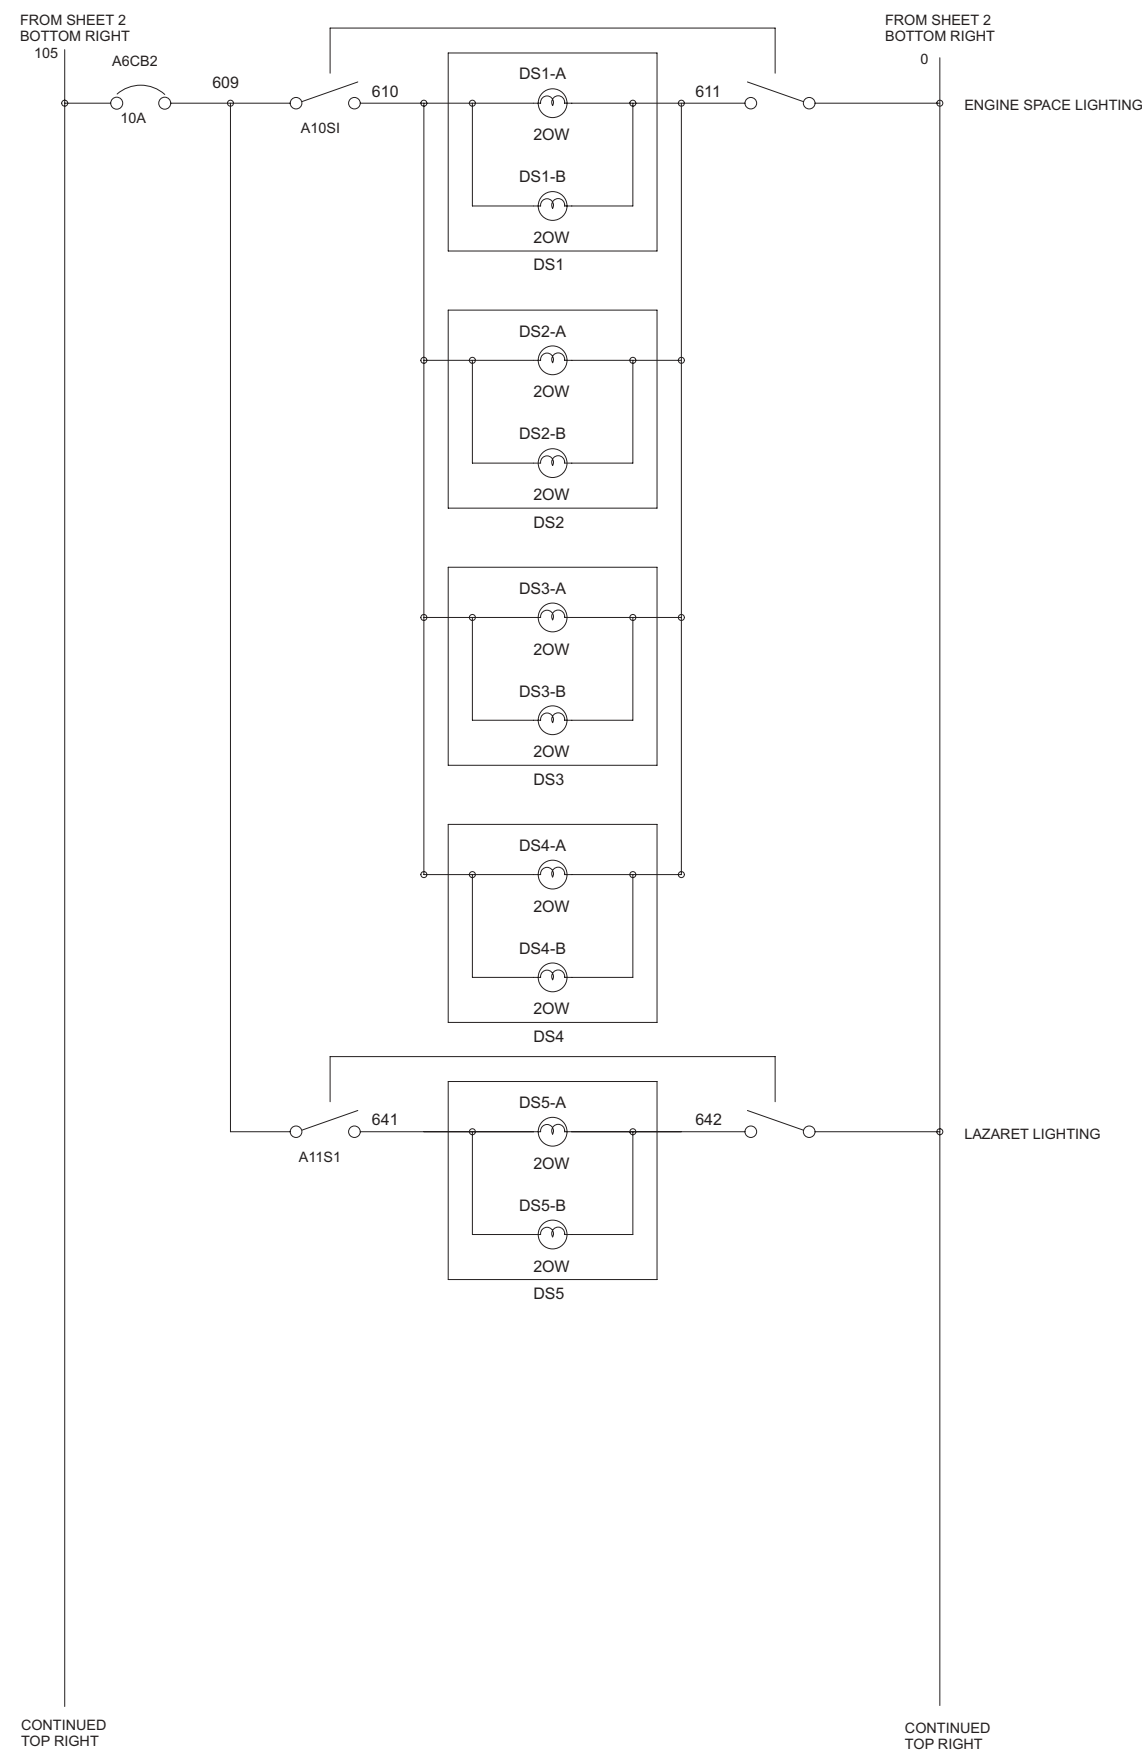 FROM SHEET 2
BOTTOM RIGHT
105
FROM SHEET 2
BOTTOM RIGHT
0
A6CB2
10A
609
A10SI
610
DS1-A
2OW
DS1-B
2OW
DS1
611
ENGINE SPACE LIGHTING
DS2-A
2OW
DS2-B
2OW
DS2
DS3-A
2OW
DS3-B
2OW
DS3
DS4-A
2OW
DS4-B
2OW
DS4
A11S1
641
DS5-A
2OW
DS5-B
2OW
DS5
642
LAZARET LIGHTING
CONTINUED
TOP RIGHT
CONTINUED
TOP RIGHT